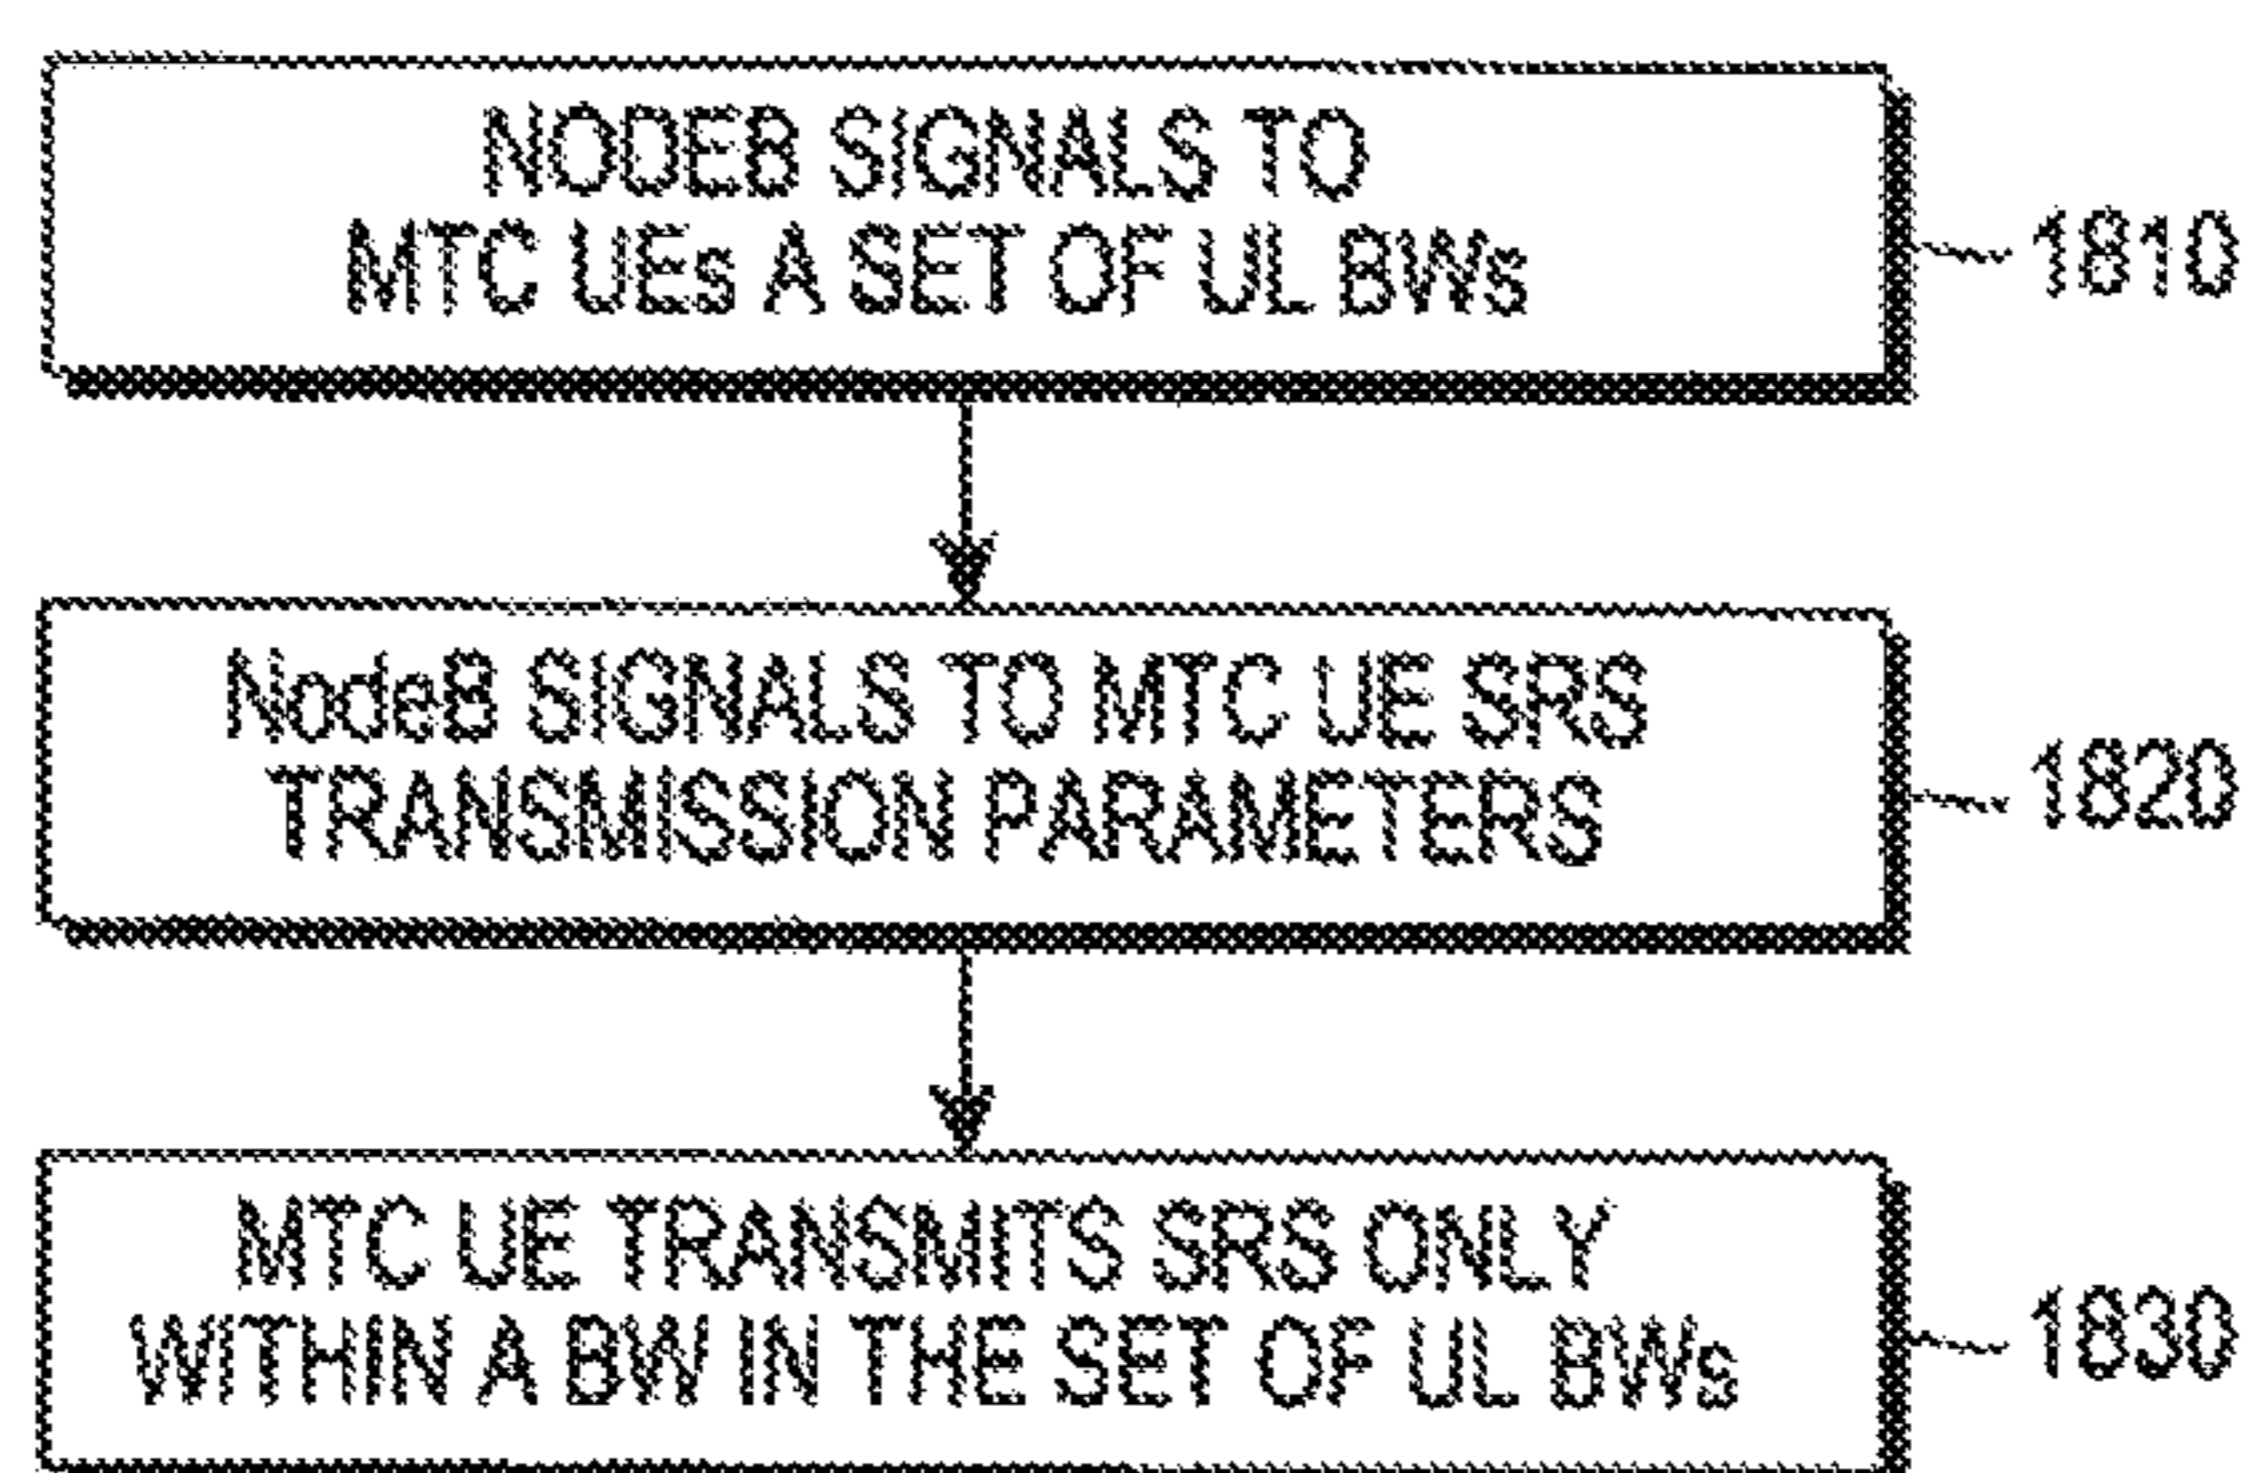 NODEB SIGNALS TO
MTC UEs A SET OF UL BWs
1810
NodeB SIGNALS TO MTC UE SRS
TRANSMISSION PARAMETERS
1820
MTC UE TRANSMITS SRS ONLY
WITHIN A BW IN THE SET OF UL BWs
1830